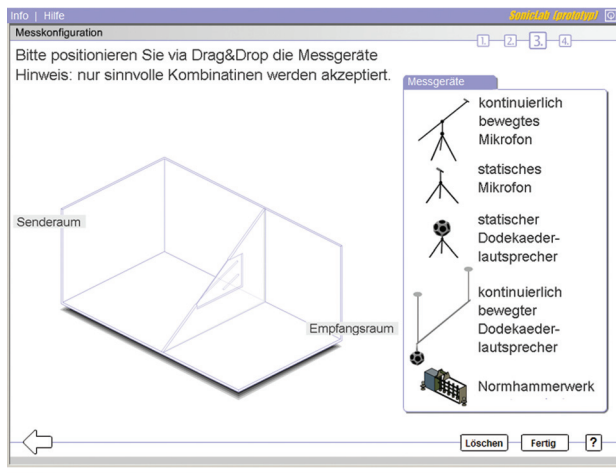 Info | Hilfe
SonicLab (prototyp)
Messkonfiguration
1. 2. 3. 4.
Bitte positionieren Sie via Drag&Drop die Messgeräte
Hinweis: nur sinnvolle Kombinatinen werden akzeptiert.
Messgeräte
kontinuierlich
bewegtes
Mikrofon
statisches
Mikrofon
statischer
Dodekaeder-
lautsprecher
kontinuierlich
bewegter
Dodekaeder-
lautsprecher
Normhammerwerk
Senderaum
Empfangsraum
Löschen
Fertig
?